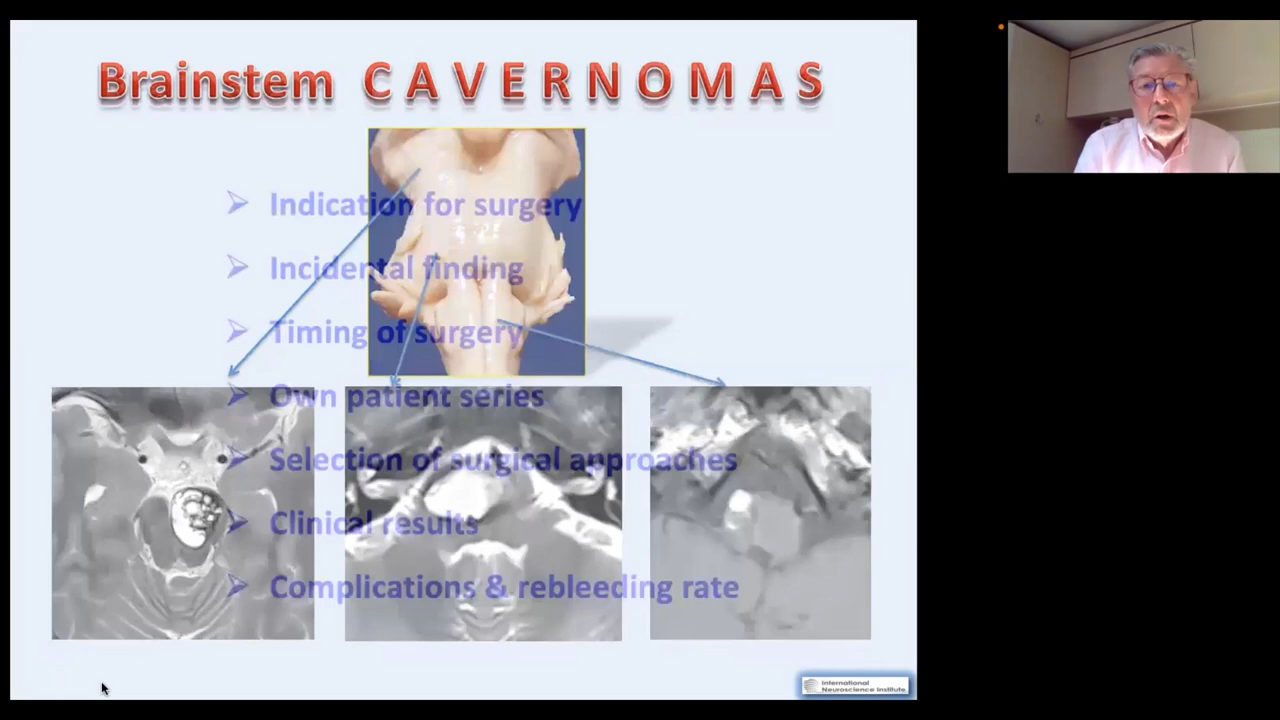 Brainstem CAVERNOMAS
Indication for surgery
Incidental finding
Timing of surgery
Own patient series
Selection of surgical approaches
Clinical results
Complications & rebleeding rate
International
Neuroscience Institute